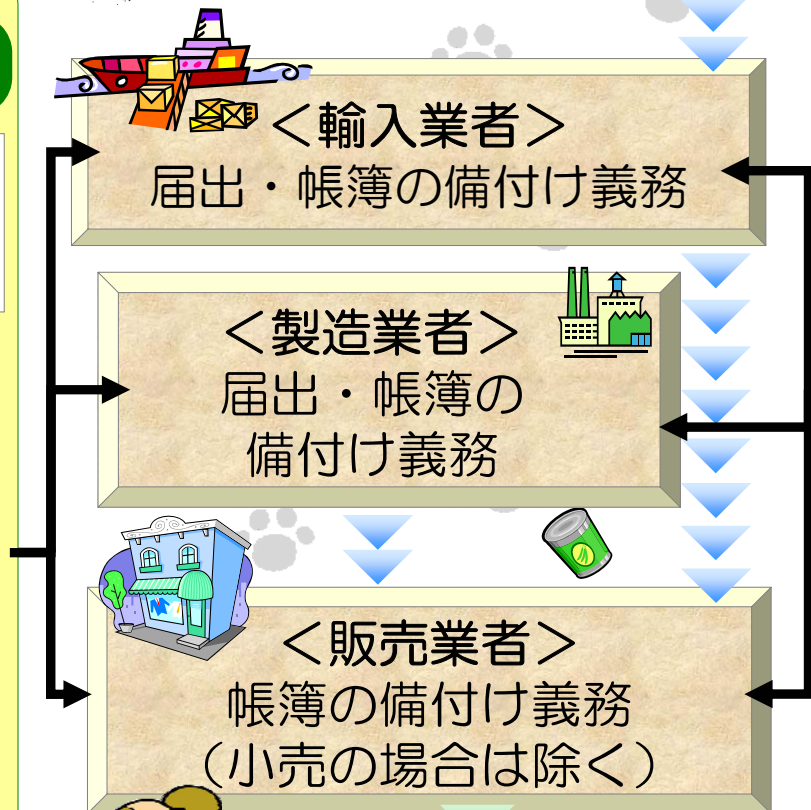 ＜輸入業者＞
届出・帳簿の備付け義務
＜製造業者＞
届出・帳簿の
備付け義務
＜販売業者＞
帳簿の備付け義務
（小売の場合は除く）